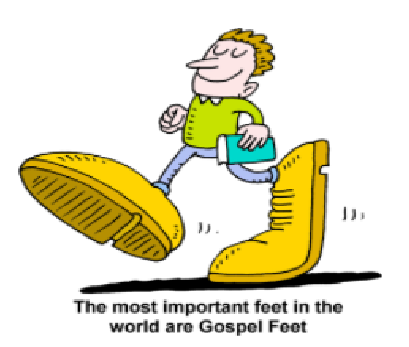 The most important feet in the
world are Gospel Feet